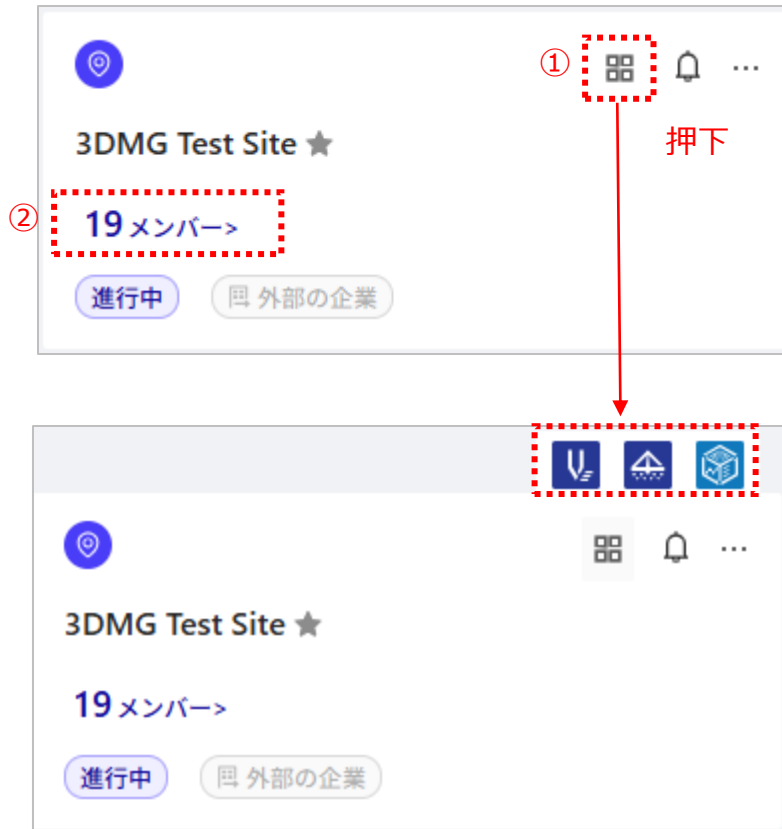 ①
押下
3DMG Test Site
②
19 メンバー>
進行中
外部の企業
3DMG Test Site
19 メンバー>
進行中
外部の企業